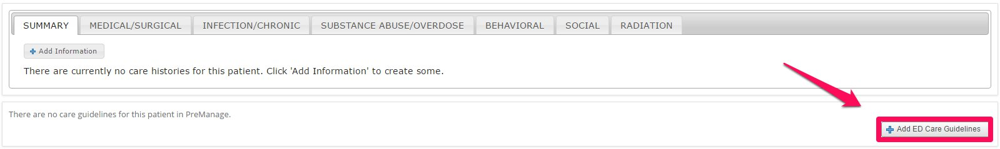 SUMMARY MEDICAL/SURGICAL INFECTION/CHRONIC SUBSTANCE ABUSE/OVERDOSE BEHAVIORAL SOCIAL RADIATION
Add Information
There are currently no care histories for this patient. Click 'Add Information' to create some.
There are no care guidelines for this patient in PreManage.
Add ED Care Guidelines